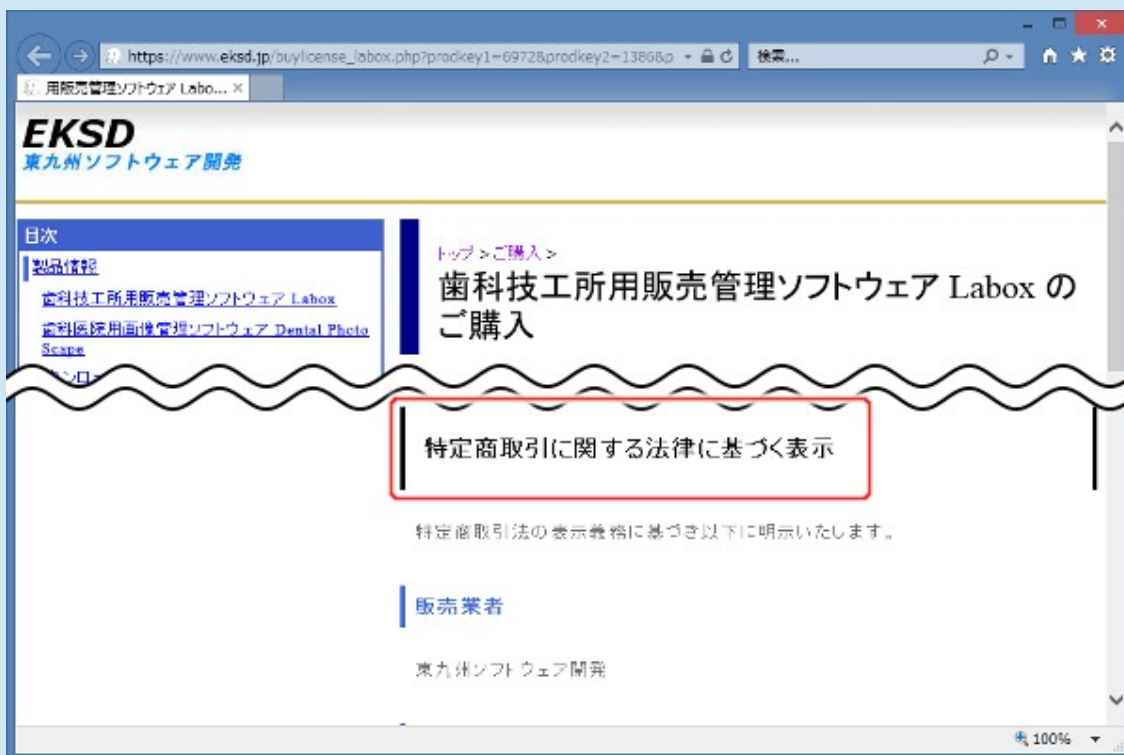 https://www.eksd.jp/buylicense_labox.php?prodkey1=6972&prodkey2=13868&p
検索...
用販売管理ソフトウェア Labo...
EKSD
東九州ソフトウェア開発
目次
製品情報
歯科技工所用販売管理ソフトウェア Labox
歯科医院用画像管理ソフトウェア Dental Photo
Scape
トップ > ご購入 >
歯科技工所用販売管理ソフトウェア Labox の
ご購入
特定商取引に関する法律に基づく表示
特定商取引法の表示義務に基づき以下に明示いたします。
販売業者
東九州ソフトウェア開発
100%